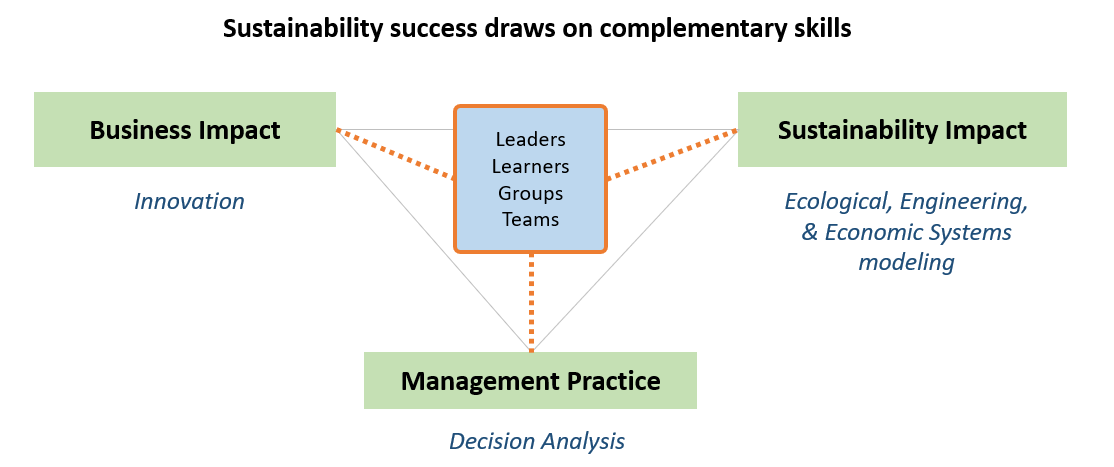 Sustainability success draws on complementary skills
Business Impact
Innovation
Leaders
Learners
Groups
Teams
Sustainability Impact
Ecological, Engineering,
& Economic Systems
modeling
Management Practice
Decision Analysis